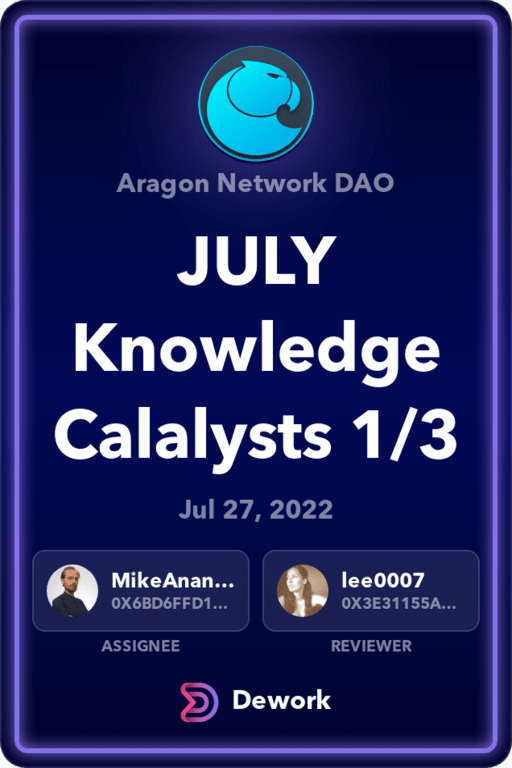 Aragon Network DAO
JULY
Knowledge
Calalysts 1/3
Jul 27, 2022
MikeAnan...
0X6BD6FFD1...
lee0007
0X3E31155A...
ASSIGNEE
REVIEWER
Dework